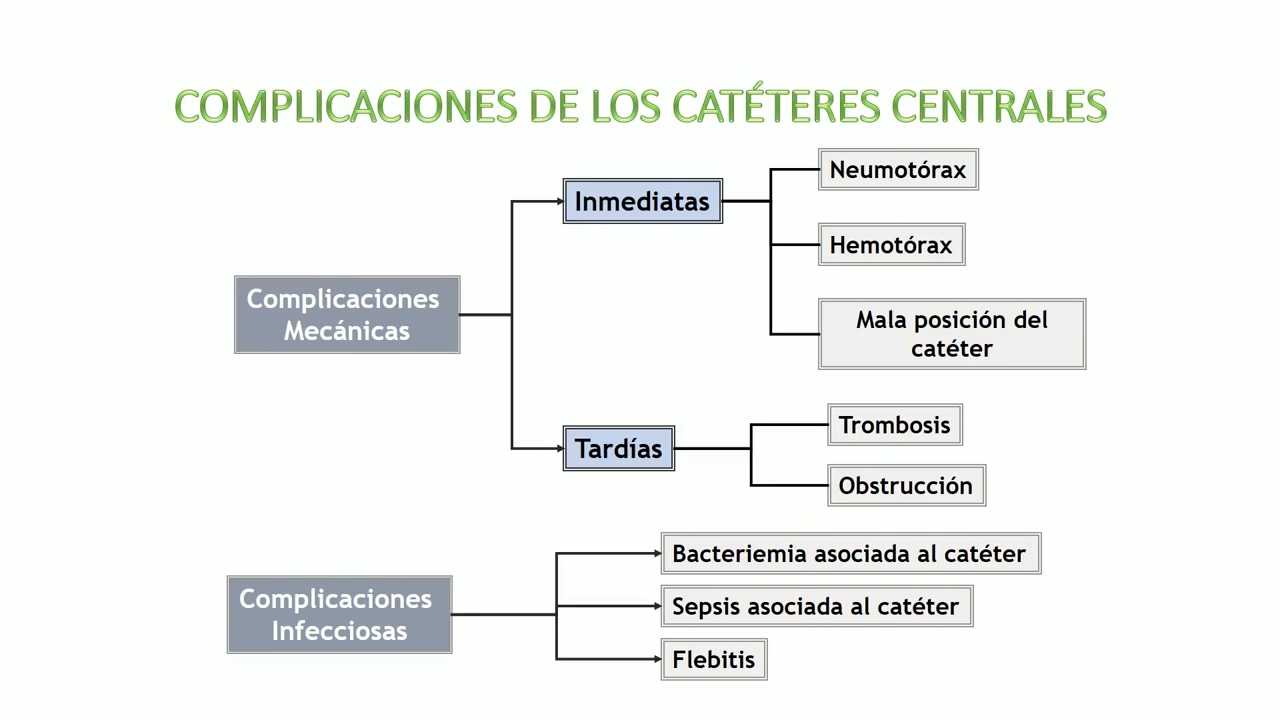 COMPLICACIONES DE LOS CATÉTERES CENTRALES
Complicaciones
Mecánicas
Inmediatas
Neumotórax
Hemotórax
Mala posición del
catéter
Tardías
Trombosis
Obstrucción
Complicaciones
Infecciosas
Bacteriemia asociada al catéter
Sepsis asociada al catéter
Flebitis